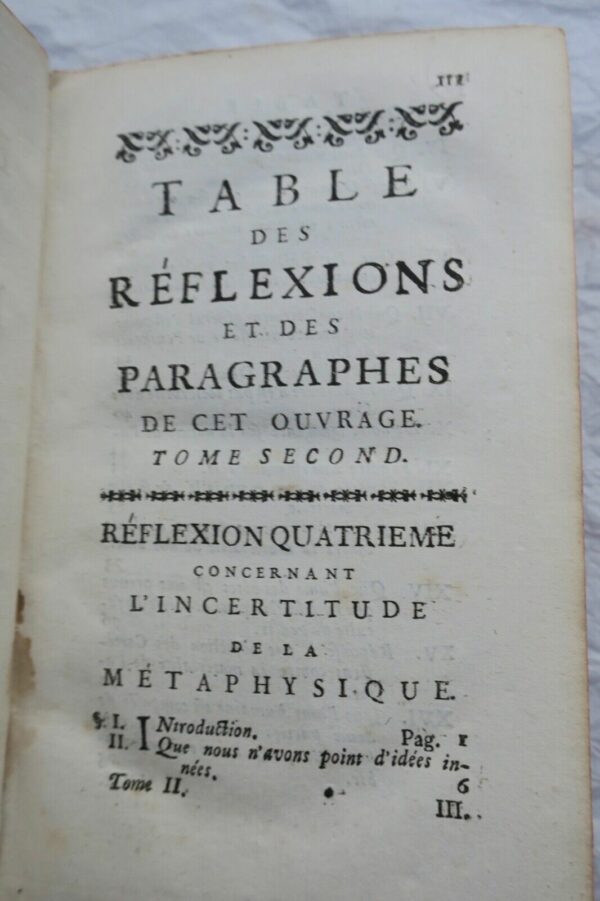 III
TABLE
DES
RÉFLEXIONS
ET DES
PARAGRAPHES
DE CET OUVRAGE.
TOME SECOND.
RÉFLEXION QUATRIEME
CONCERNANT
L'INCERTITUDE
DE LA
MÉTAPHYSIQUE.
§. I. INtroduction. Pag. 1
II. Que nous n'avons point d'idées in-
nées. 6
Tome II.
III.